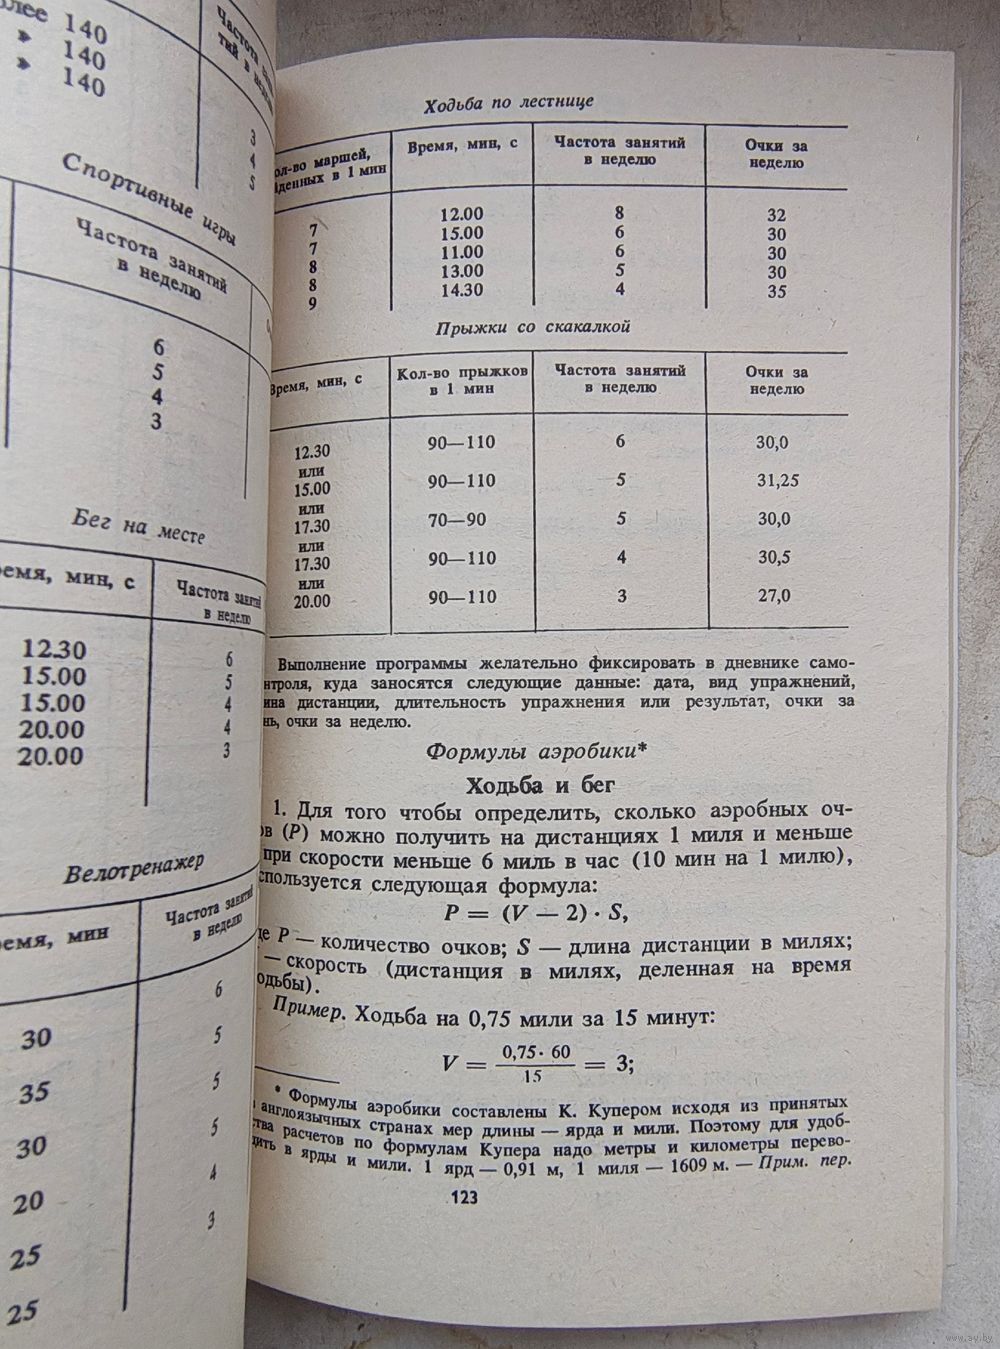 лее 140
» 140
» 140
3
4
5
Спортивные игры
Частота занятий
в неделю
6
5
4
3
Бег на месте
емя, мин, с
Частота занятий
в неделю
12.30 6
15.00 5
15.00 4
20.00 4
20.00 3
Велотренажер
емя, мин
Частота занятий
в неделю
30 6
35 5
30 5
20 5
25 4
25 3
Ходьба по лестнице
ол-во маршей,
денных в 1 мин
Время, мин, с
Частота занятий
в неделю
Очки за
неделю
7 12.00 8 32
7 15.00 6 30
8 11.00 6 30
8 13.00 5 30
9 14.30 4 35
Прыжки со скакалкой
Время, мин, с
Кол-во прыжков
в 1 мин
Частота занятий
в неделю
Очки за
неделю
12.30 90—110 6 30,0
или
15.00 90—110 5 31,25
или
17.30 70—90 5 30,0
или
17.30 90—110 4 30,5
или
20.00 90—110 3 27,0
Выполнение программы желательно фиксировать в дневнике само-
нтроля, куда заносятся следующие данные: дата, вид упражнений,
ина дистанции, длительность упражнения или результат, очки за
нь, очки за неделю.
Формулы аэробики*
Ходьба и бег
1. Для того чтобы определить, сколько аэробных оч-
ов (P) можно получить на дистанциях 1 миля и меньше
при скорости меньше 6 миль в час (10 мин на 1 милю),
спользуется следующая формула:
P = (V — 2) · S,
де P — количество очков; S — длина дистанции в милях;
— скорость (дистанция в милях, деленная на время
одьбы).
Пример. Ходьба на 0,75 мили за 15 минут:
V = 0,75· 60 / 15 = 3;
* Формулы аэробики составлены К. Купером исходя из принятых
англоязычных странах мер длины — ярда и мили. Поэтому для удоб-
тва расчетов по формулам Купера надо метры и километры перево-
дить в ярды и мили. 1 ярд — 0,91 м, 1 миля — 1609 м. — Прим. пер.
123
www.ay.by